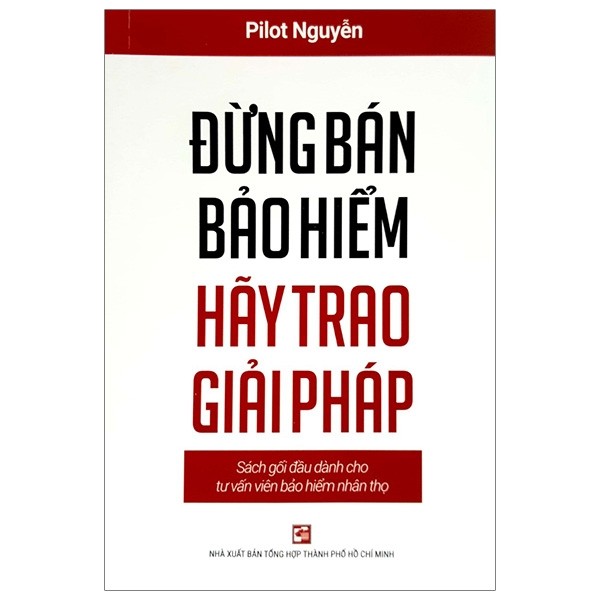 Pilot Nguyễn
ĐỪNG BÁN
BẢO HIỂM
HÃY TRAO
GIẢI PHÁP
Sách gối đầu dành cho
tư vấn viên bảo hiểm nhân thọ
NHÀ XUẤT BẢN TỔNG HỢP THÀNH PHỐ HỒ CHÍ MINH